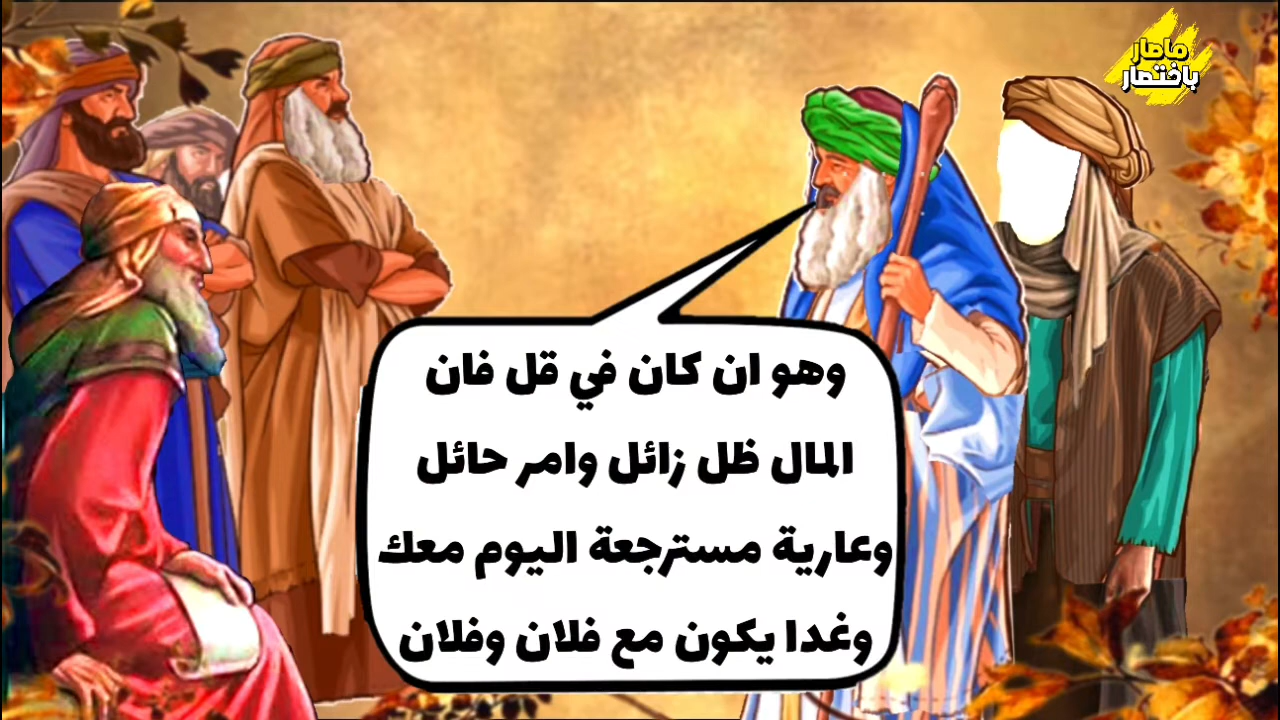 ماصار
باختصار
وهو ان كان في قل فان
المال ظل زائل وامر حائل
وعارية مسترجعة اليوم معك
وغدا يكون مع فلان وفلان